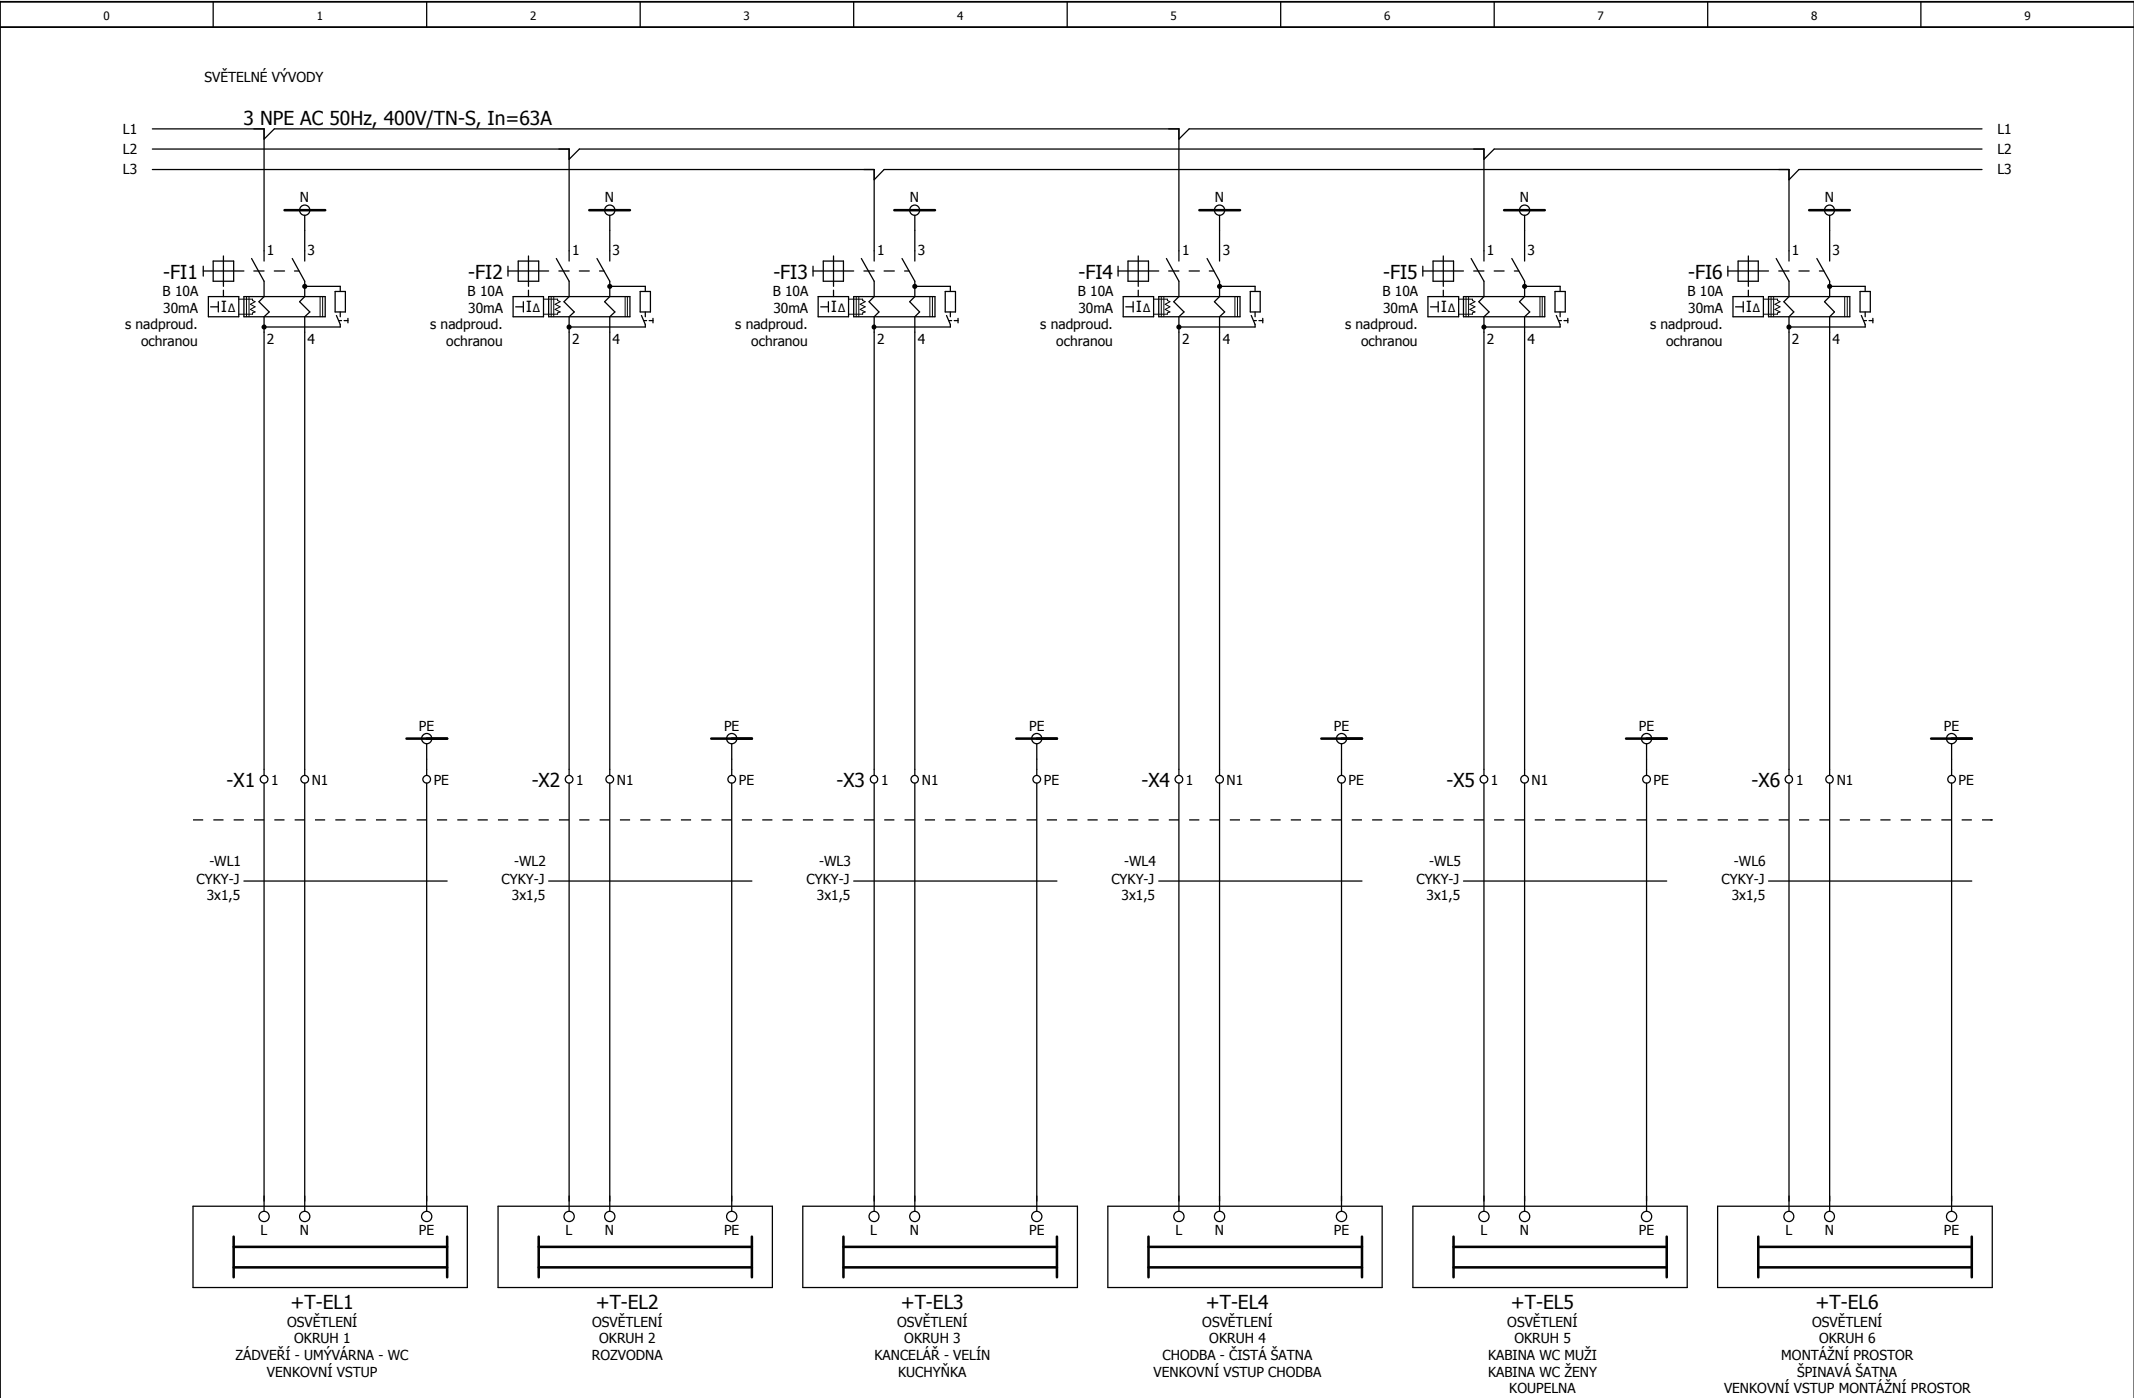 0 1 2 3 4 5 6 7 8 9
SVĚTELNÉ VÝVODY
3 NPE AC 50Hz, 400V/TN-S, In=63A
L1 L1
L2 L2
L3 L3
N N N N N N
1 3 1 3 1 3 1 3 1 3 1 3
-FI1 -FI2 -FI3 -FI4 -FI5 -FI6
B 10A B 10A B 10A B 10A B 10A B 10A
30mA 30mA 30mA 30mA 30mA 30mA
I∆ I∆ I∆ I∆ I∆ I∆
s nadproud. s nadproud. s nadproud. s nadproud. s nadproud. s nadproud.
ochranou ochranou ochranou ochranou ochranou ochranou
2 4 2 4 2 4 2 4 2 4 2 4
PE PE PE PE PE PE
-X1 1 N1 PE -X2 1 N1 PE -X3 1 N1 PE -X4 1 N1 PE -X5 1 N1 PE -X6 1 N1 PE
-WL1 -WL2 -WL3 -WL4 -WL5 -WL6
CYKY-J CYKY-J CYKY-J CYKY-J CYKY-J CYKY-J
3x1,5 3x1,5 3x1,5 3x1,5 3x1,5 3x1,5
L N PE L N PE L N PE L N PE L N PE L N PE
+T-EL1
OSVĚTLENÍ
OKRUH 1
ZÁDVEŘÍ - UMÝVÁRNA - WC
VENKOVNÍ VSTUP
+T-EL2
OSVĚTLENÍ
OKRUH 2
ROZVODNA
+T-EL3
OSVĚTLENÍ
OKRUH 3
KANCELÁŘ - VELÍN
KUCHYŇKA
+T-EL4
OSVĚTLENÍ
OKRUH 4
CHODBA - ČISTÁ ŠATNA
VENKOVNÍ VSTUP CHODBA
+T-EL5
OSVĚTLENÍ
OKRUH 5
KABINA WC MUŽI
KABINA WC ŽENY
KOUPELNA
+T-EL6
OSVĚTLENÍ
OKRUH 6
MONTÁŽNÍ PROSTOR
ŠPINAVÁ ŠATNA
VENKOVNÍ VSTUP MONTÁŽNÍ PROSTOR